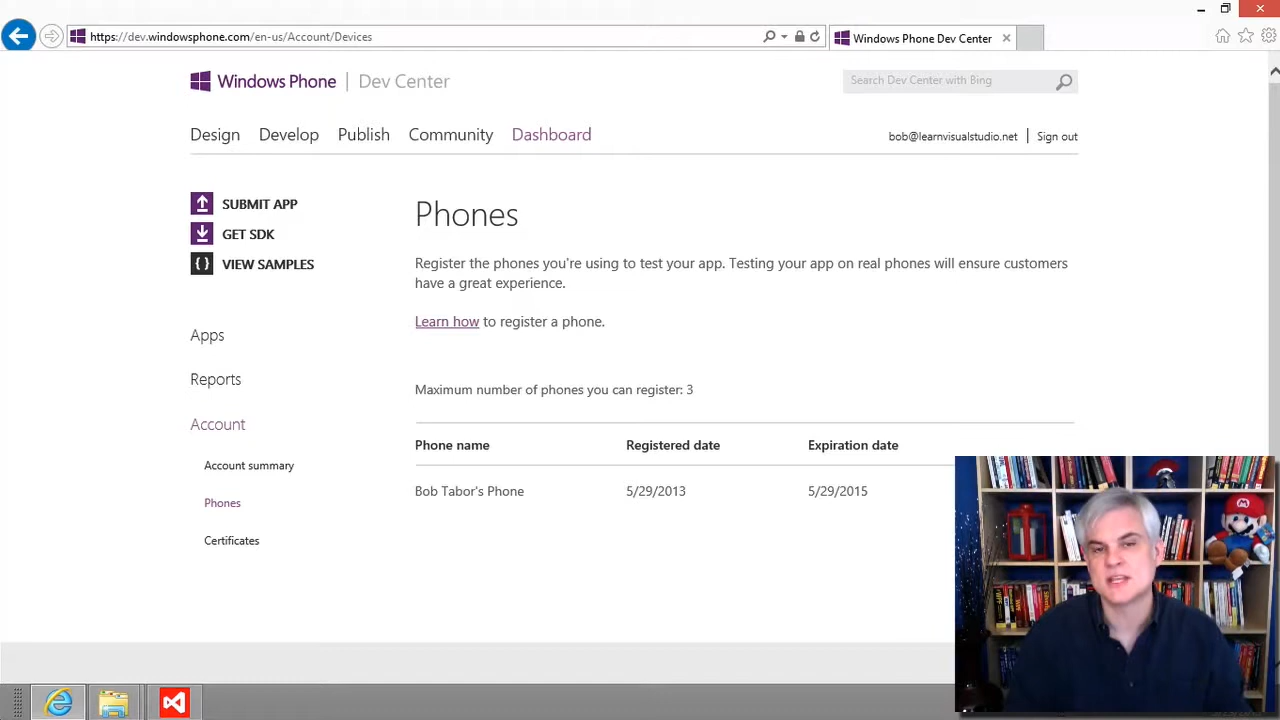 https://dev.windowsphone.com/en-us/Account/Devices
Windows Phone Dev Center
Windows Phone | Dev Center
Search Dev Center with Bing
Design Develop Publish Community Dashboard
bob@learnvisualstudio.net | Sign out
SUBMIT APP
GET SDK
VIEW SAMPLES
Apps
Reports
Account
Account summary
Phones
Certificates
Phones
Register the phones you're using to test your app. Testing your app on real phones will ensure customers
have a great experience.
Learn how to register a phone.
Maximum number of phones you can register: 3
Phone name Registered date Expiration date
Bob Tabor's Phone 5/29/2013 5/29/2015